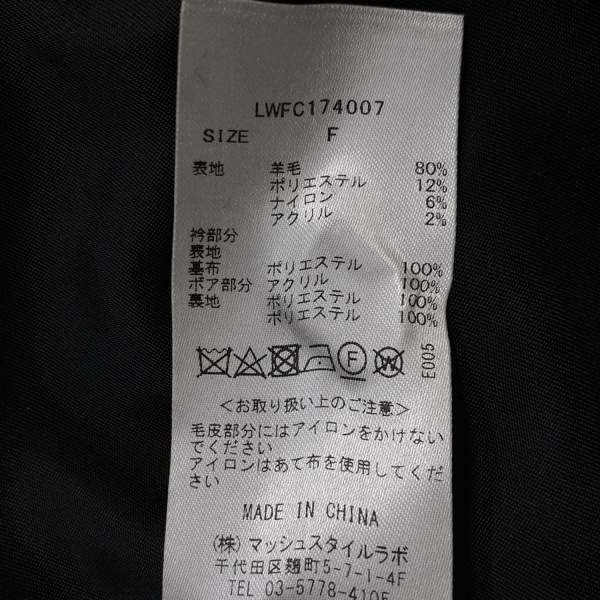 LWFC174007
SIZE F
表地 羊毛 80%
ポリエステル 12%
ナイロン 6%
アクリル 2%
衿部分
表地
基布 ポリエステル 100%
ボア部分 アクリル 100%
裏地 ポリエステル 100%
ポリエステル 100%
F W E005
<お取り扱い上のご注意>
毛皮部分にはアイロンをかけない
でください
アイロンはあて布を使用してくだ
さい
MADE IN CHINA
(株) マッシュスタイルラボ
千代田区麹町5-7-1-4F
TEL 03-5778-4105